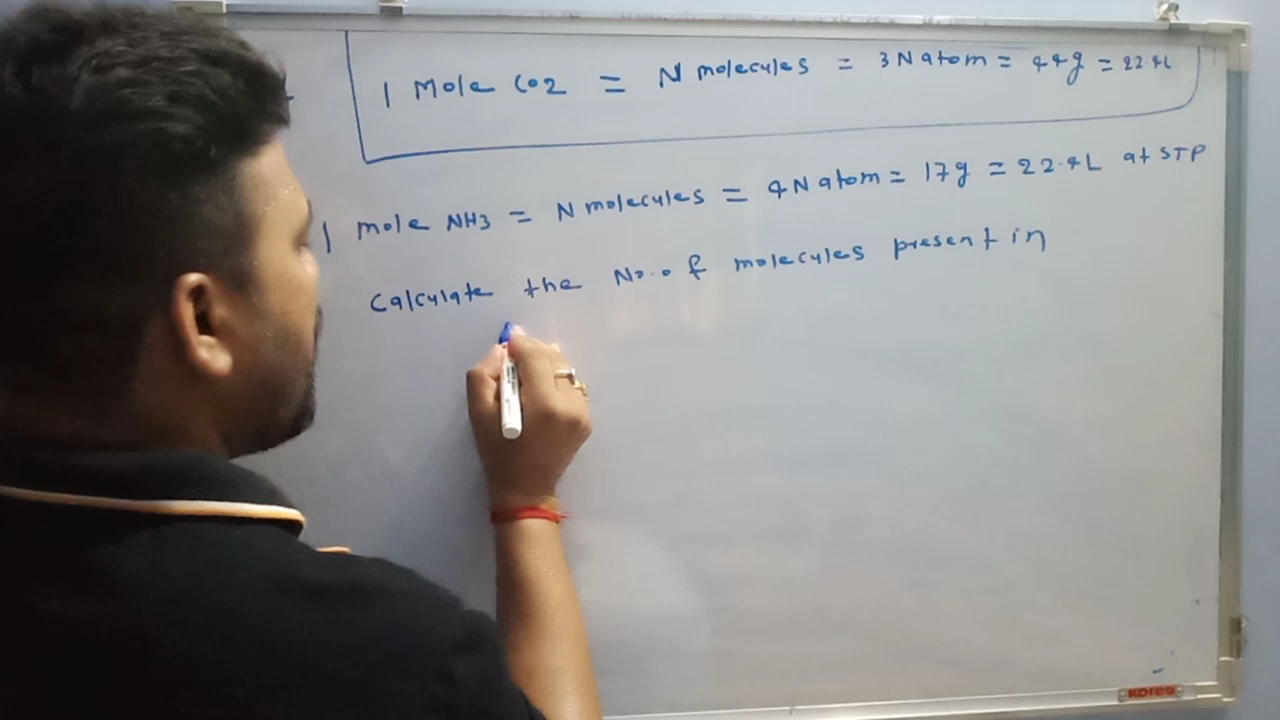 1 Mole CO2 = N molecules = 3N atom = 44g = 22.4L
1 mole NH3 = N molecules = 4N atom = 17g = 22.4L at STP
Calculate the No. of molecules present in
KOTES